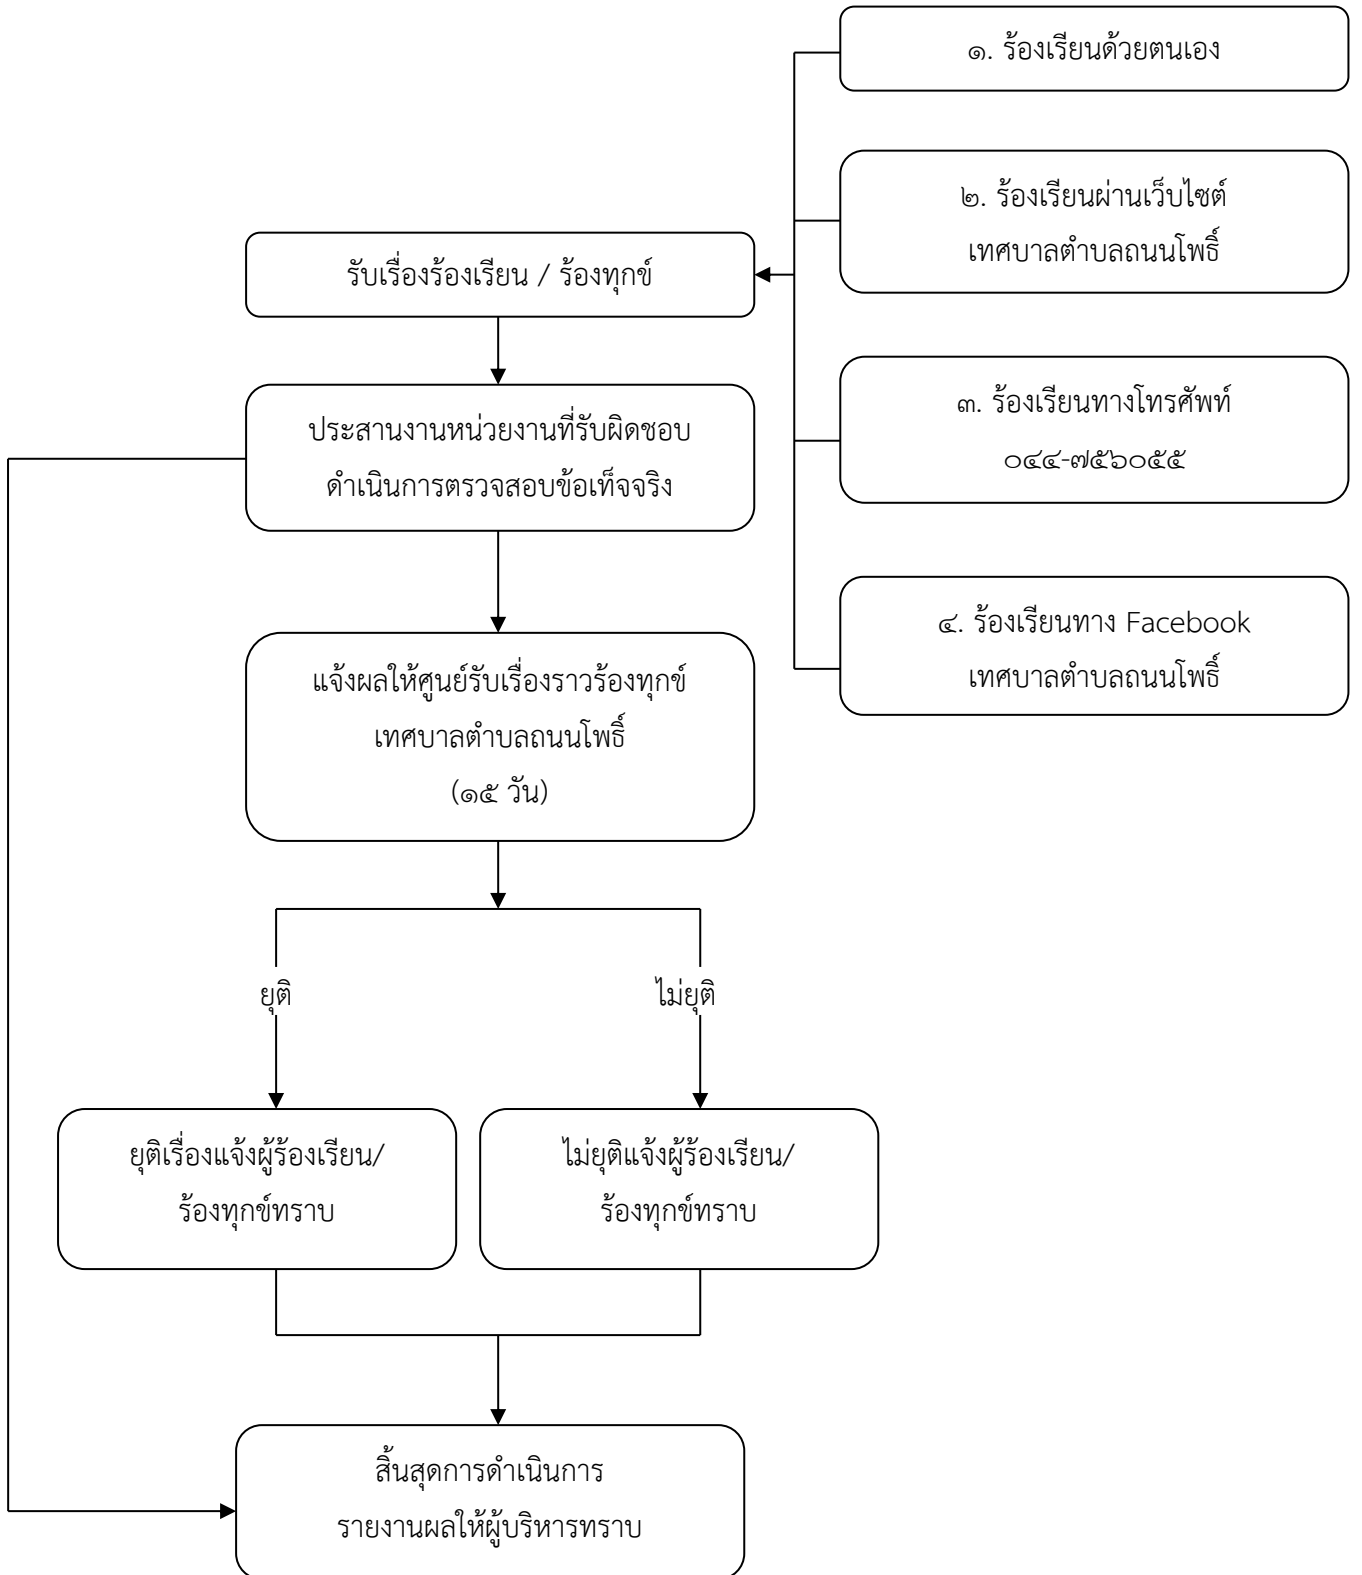 ๑. ร้องเรียนด้วยตนเอง
๒. ร้องเรียนผ่านเว็บไซต์
เทศบาลตำบลถนนโพธิ์
รับเรื่องร้องเรียน / ร้องทุกข์
๓. ร้องเรียนทางโทรศัพท์
๐๔๔-๗๕๖๐๕๕
ประสานงานหน่วยงานที่รับผิดชอบ
ดำเนินการตรวจสอบข้อเท็จจริง
๔. ร้องเรียนทาง Facebook
เทศบาลตำบลถนนโพธิ์
แจ้งผลให้ศูนย์รับเรื่องราวร้องทุกข์
เทศบาลตำบลถนนโพธิ์
(๑๕ วัน)
ยุติ
ไม่ยุติ
ยุติเรื่องแจ้งผู้ร้องเรียน/
ร้องทุกข์ทราบ
ไม่ยุติแจ้งผู้ร้องเรียน/
ร้องทุกข์ทราบ
สิ้นสุดการดำเนินการ
รายงานผลให้ผู้บริหารทราบ